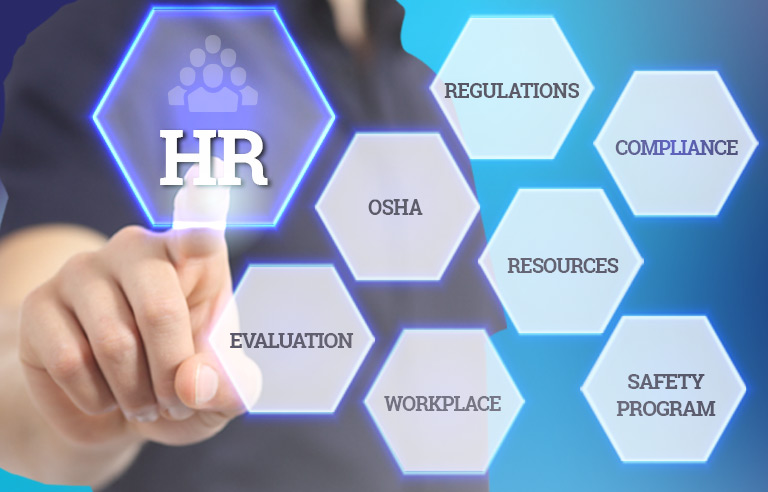 HR
REGULATIONS
COMPLIANCE
OSHA
RESOURCES
EVALUATION
WORKPLACE
SAFETY
PROGRAM